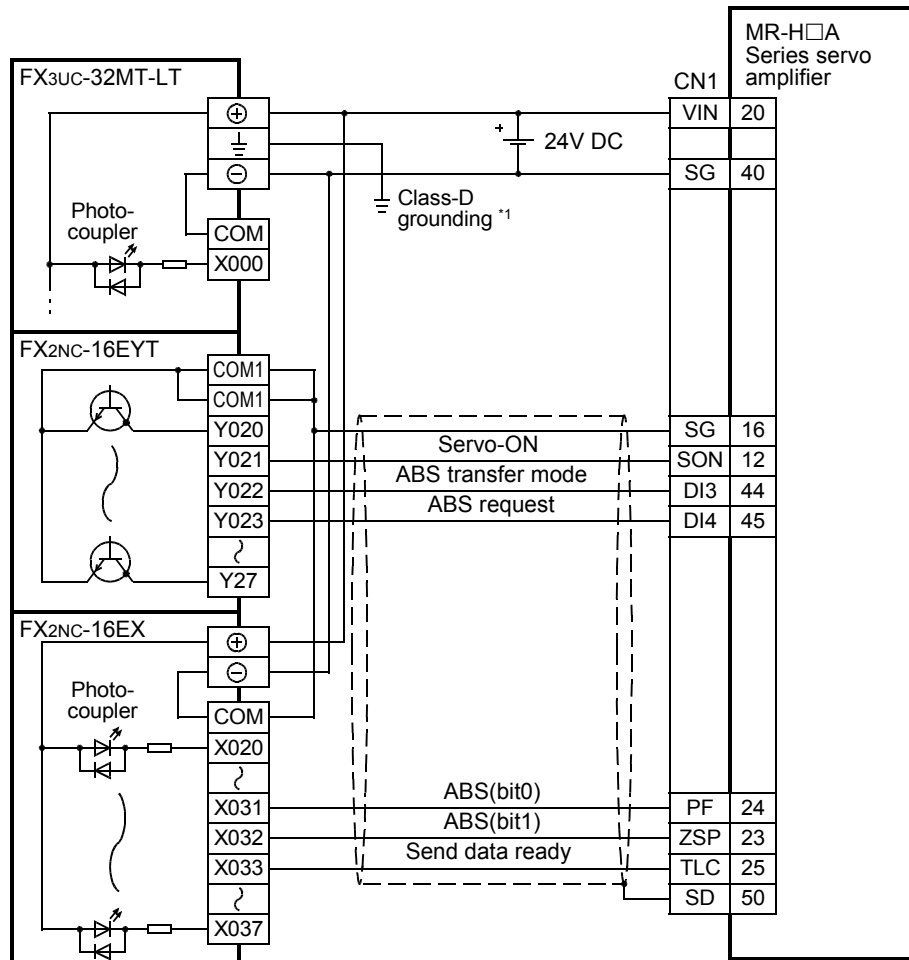 MR-H□A
Series servo
amplifier
FX3UC-32MT-LT
CN1
VIN 20
24V DC
SG 40
Class-D
grounding *1
Photo-
coupler
COM
X000
FX2NC-16EYT
COM1
COM1
Y020
SG 16
Servo-ON
Y021
SON 12
ABS transfer mode
Y022
DI3 44
ABS request
Y023
DI4 45
Y27
FX2NC-16EX
Photo-
coupler
COM
X020
ABS(bit0)
X031
PF 24
ABS(bit1)
X032
ZSP 23
Send data ready
X033
TLC 25
SD 50
X037